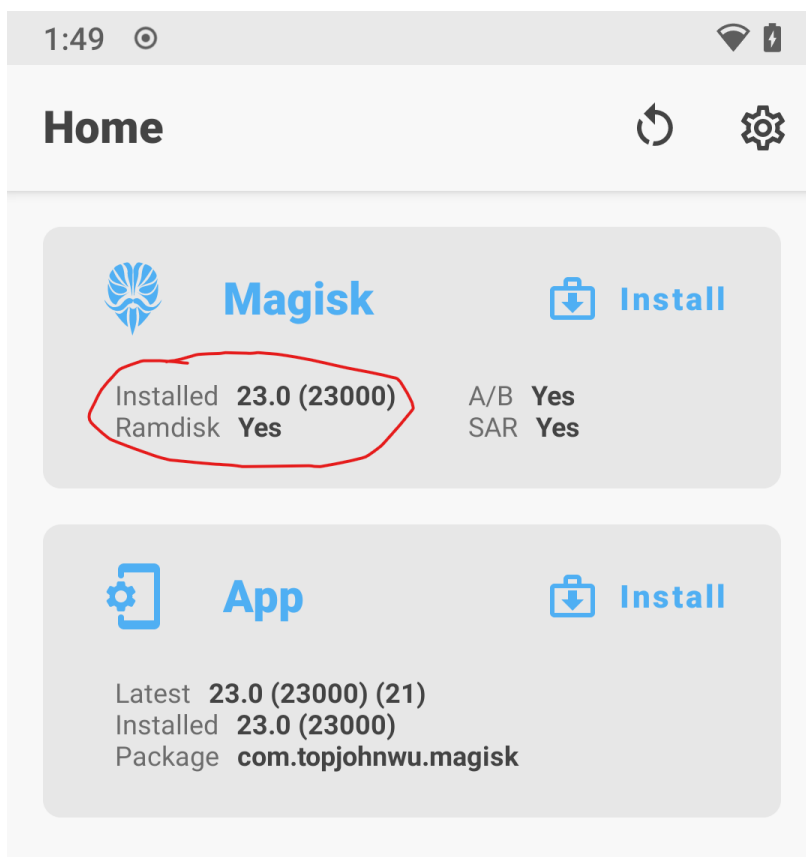 1:49
Home
Magisk Install
Installed 23.0 (23000) A/B Yes
Ramdisk Yes SAR Yes
App Install
Latest 23.0 (23000) (21)
Installed 23.0 (23000)
Package com.topjohnwu.magisk